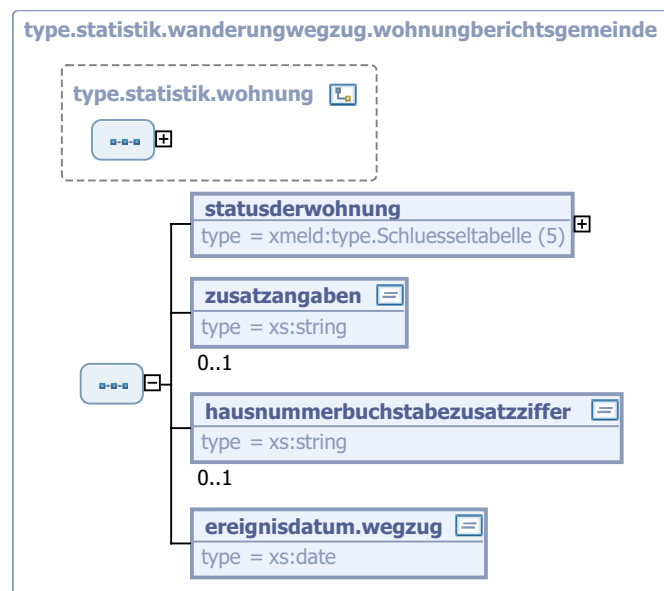 type.statistik.wanderungwegzug.wohnungberichtsgemeinde
type.statistik.wohnung
statusderwohnung
type = xmeld:type.Schluesseltabelle (5)
zusatzangaben
type = xs:string
0..1
hausnummerbuchstabezusatzziffer
type = xs:string
0..1
ereignisdatum.wegzug
type = xs:date